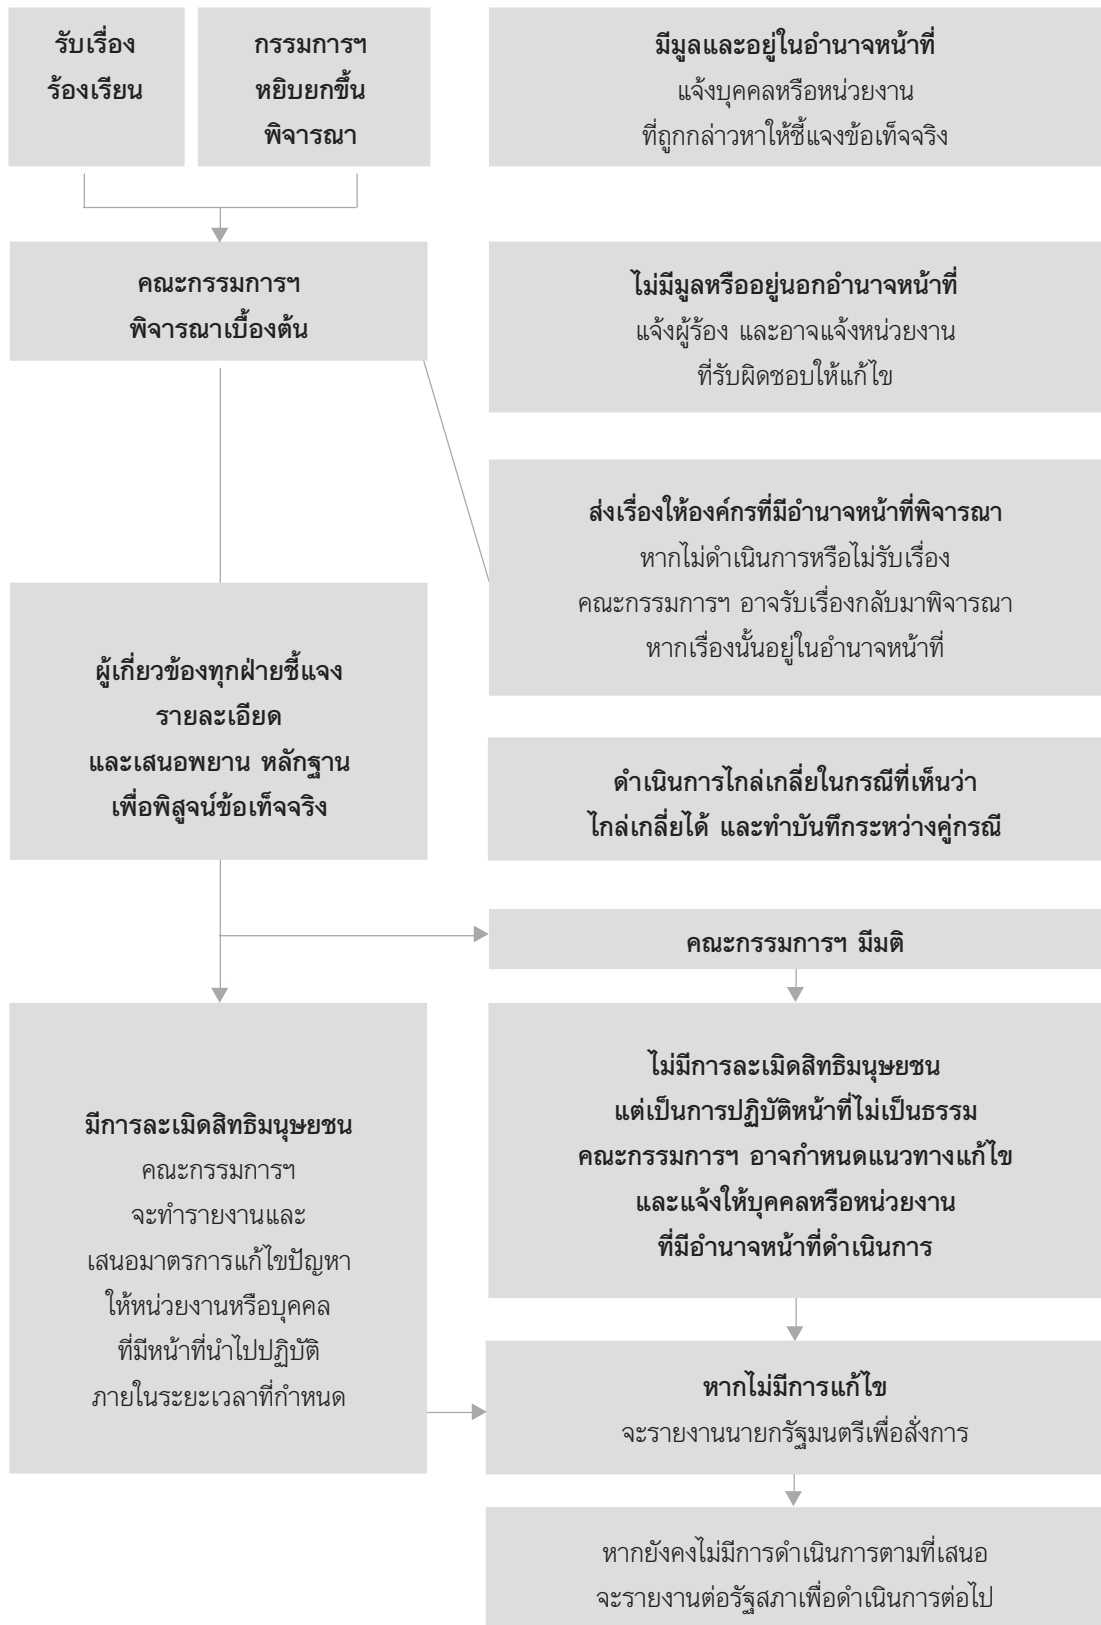 รับเรื่อง
ร้องเรียน
กรรมการฯ
หยิบยกขึ้น
พิจารณา
มีมูลและอยู่ในอำนาจหน้าที่
แจ้งบุคคลหรือหน่วยงาน
ที่ถูกกล่าวหาให้ชี้แจงข้อเท็จจริง
คณะกรรมการฯ
พิจารณาเบื้องต้น
ไม่มีมูลหรืออยู่นอกอำนาจหน้าที่
แจ้งผู้ร้อง และอาจแจ้งหน่วยงาน
ที่รับผิดชอบให้แก้ไข
ส่งเรื่องให้องค์กรที่มีอำนาจหน้าที่พิจารณา
หากไม่ดำเนินการหรือไม่รับเรื่อง
คณะกรรมการฯ อาจรับเรื่องกลับมาพิจารณา
หากเรื่องนั้นอยู่ในอำนาจหน้าที่
ผู้เกี่ยวข้องทุกฝ่ายชี้แจง
รายละเอียด
และเสนอพยาน หลักฐาน
เพื่อพิสูจน์ข้อเท็จจริง
ดำเนินการไกล่เกลี่ยในกรณีที่เห็นว่า
ไกล่เกลี่ยได้ และทำบันทึกระหว่างคู่กรณี
คณะกรรมการฯ มีมติ
มีการละเมิดสิทธิมนุษยชน
คณะกรรมการฯ
จะทำรายงานและ
เสนอมาตรการแก้ไขปัญหา
ให้หน่วยงานหรือบุคคล
ที่มีหน้าที่นำไปปฏิบัติ
ภายในระยะเวลาที่กำหนด
ไม่มีการละเมิดสิทธิมนุษยชน
แต่เป็นการปฏิบัติหน้าที่ไม่เป็นธรรม
คณะกรรมการฯ อาจกำหนดแนวทางแก้ไข
และแจ้งให้บุคคลหรือหน่วยงาน
ที่มีอำนาจหน้าที่ดำเนินการ
หากไม่มีการแก้ไข
จะรายงานนายกรัฐมนตรีเพื่อสั่งการ
หากยังคงไม่มีการดำเนินการตามที่เสนอ
จะรายงานต่อรัฐสภาเพื่อดำเนินการต่อไป